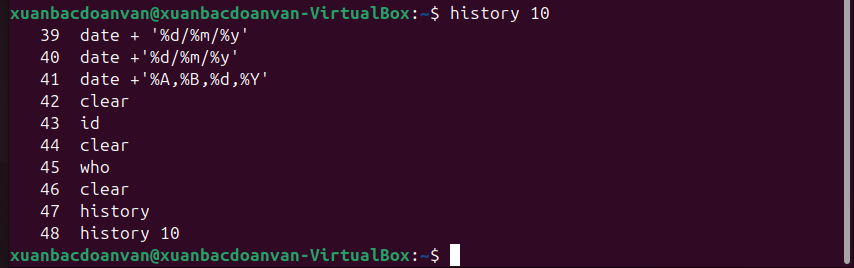 xuanbacdoanvan@xuanbacdoanvan-VirtualBox:~$ history 10
39 date + '%d/%m/%y'
40 date +'%d/%m/%y'
41 date +'%A,%B,%d,%Y'
42 clear
43 id
44 clear
45 who
46 clear
47 history
48 history 10
xuanbacdoanvan@xuanbacdoanvan-VirtualBox:~$